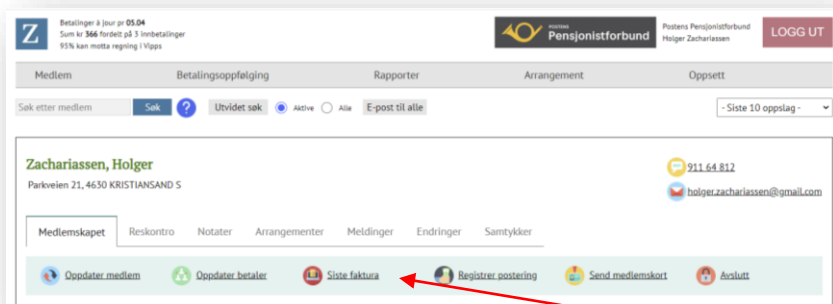 Z
Betalinger à jour pr 05.04
Sum kr 366 fordelt på 3 innbetalinger
95% kan motta regning i Vipps
POSTENS
Pensjonistforbund
Postens Pensjonistforbund
Holger Zachariassen
LOGG UT
Medlem Betalingsoppfølging Rapporter Arrangement Oppsett
Søk etter medlem Søk ? Utvidet søk Aktive Alle E-post til alle - Siste 10 oppslag -
Zachariassen, Holger
Parkveien 21, 4630 KRISTIANSAND S
911 64 812
holger.zachariassen@gmail.com
Medlemskapet Reskontro Notater Arrangementer Meldinger Endringer Samtykker
Oppdater medlem Oppdater betaler Siste faktura Registrer postering Send medlemskort Avslutt